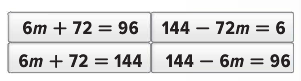 6m + 72 = 96 144 − 72m = 6
6m + 72 = 144 144 − 6m = 96